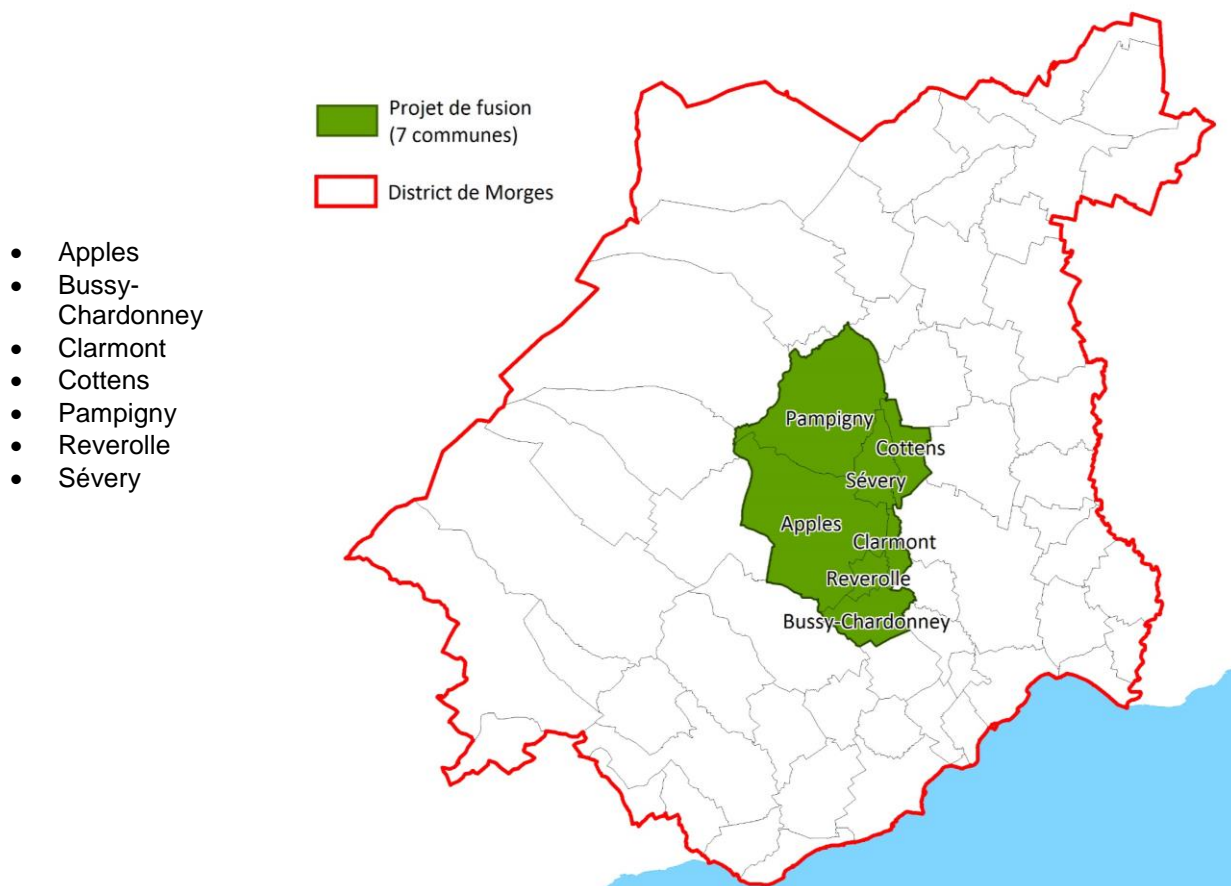 Projet de fusion
(7 communes)
District de Morges
• Apples
• Bussy-
Chardonney
• Clarmont
• Cottens
• Pampigny
• Reverolle
• Sévery
Pampigny
Cottens
Sévery
Apples
Clarmont
Reverolle
Bussy-Chardonney